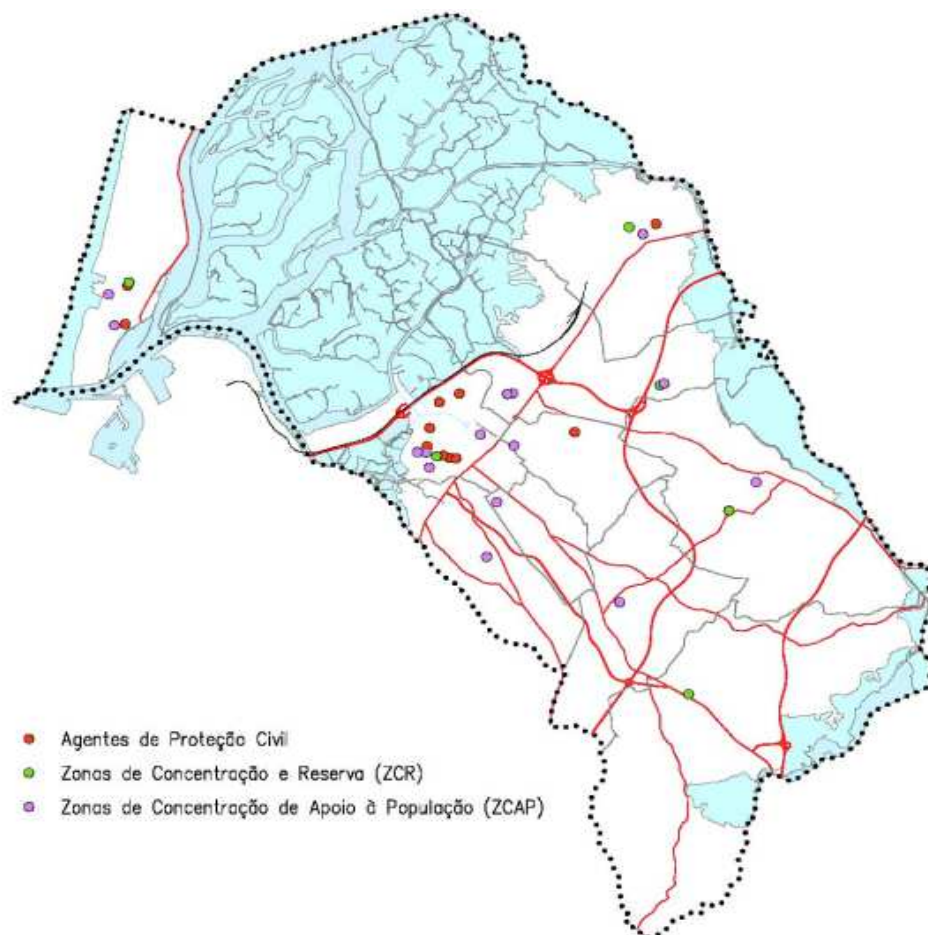 Agentes de Proteção Civil
Zonas de Concentração e Reserva (ZCR)
Zonas de Concentração de Apoio à População (ZCAP)